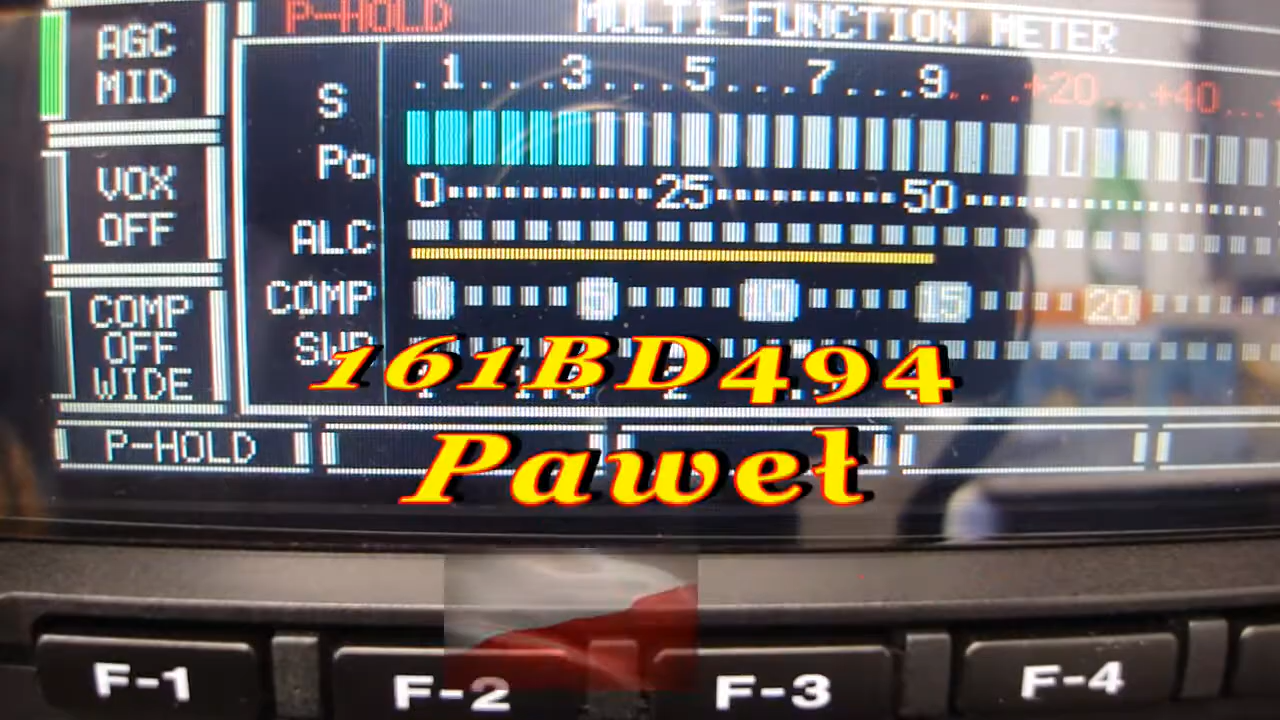 AGC
MID
VOX
OFF
COMP
OFF
WIDE
P-HOLD
P-HOLD MULTI-FUNCTION METER
S .1...3...5...7...9...+20...+40...
Po
0 25 50
ALC
COMP 0 5 10 15 20
161BD494
Paweł
F-1 F-2 F-3 F-4